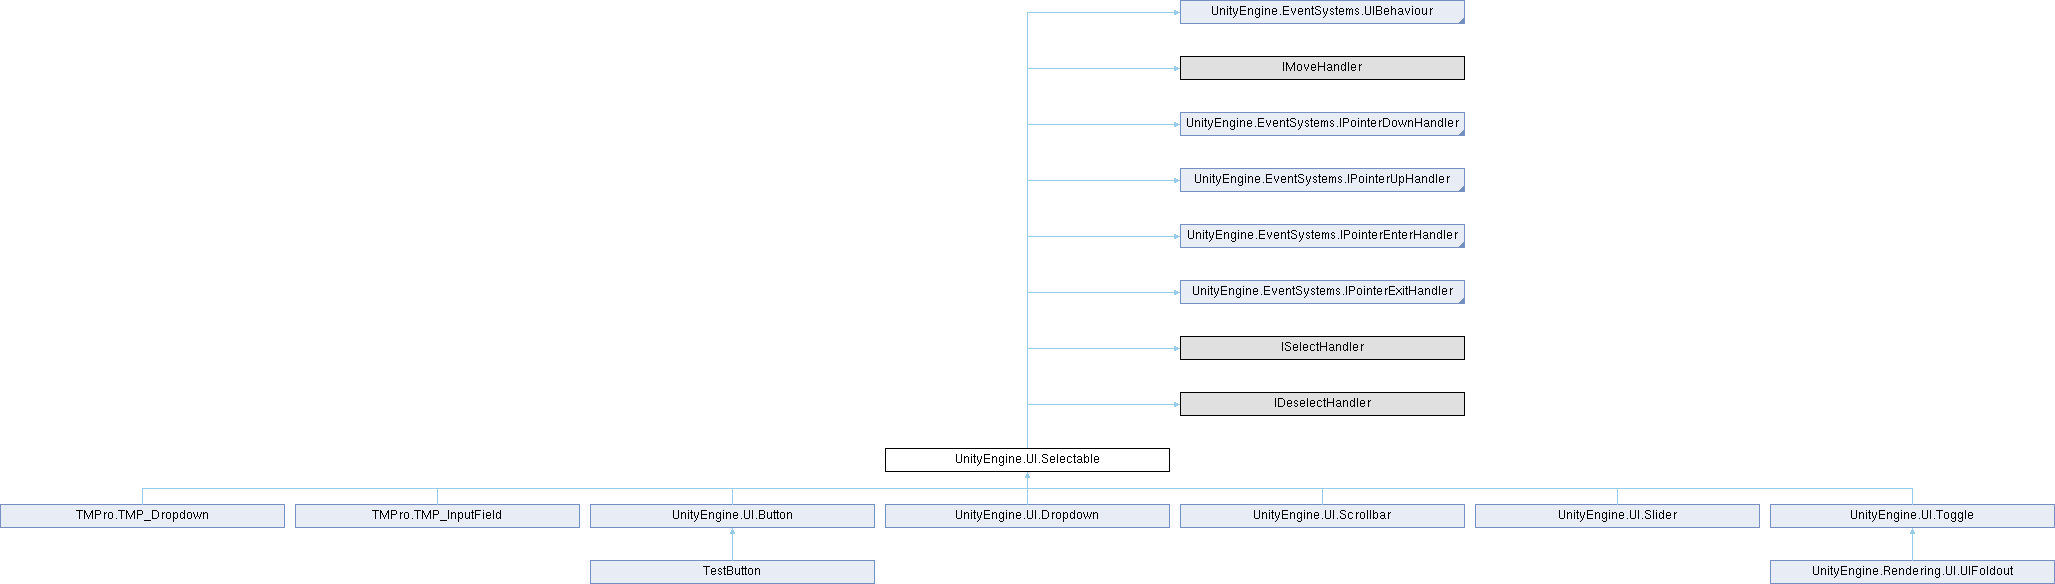 UnityEngine.EventSystems.UIBehaviour
IMoveHandler
UnityEngine.EventSystems.IPointerDownHandler
UnityEngine.EventSystems.IPointerUpHandler
UnityEngine.EventSystems.IPointerEnterHandler
UnityEngine.EventSystems.IPointerExitHandler
ISelectHandler
IDeselectHandler
UnityEngine.UI.Selectable
TMPro.TMP_Dropdown
TMPro.TMP_InputField
UnityEngine.UI.Button
UnityEngine.UI.Dropdown
UnityEngine.UI.Scrollbar
UnityEngine.UI.Slider
UnityEngine.UI.Toggle
TestButton
UnityEngine.Rendering.UI.UIFoldout